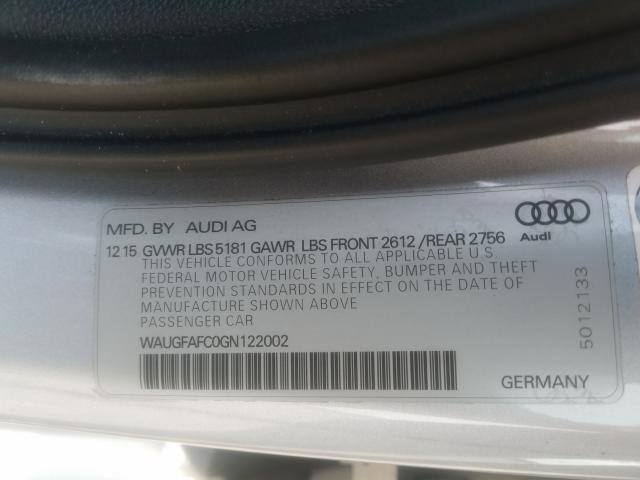 MFD. BY AUDI AG
Audi
12 15 GVWR LBS 5181 GAWR LBS FRONT 2612 /REAR 2756
THIS VEHICLE CONFORMS TO ALL APPLICABLE U.S.
FEDERAL MOTOR VEHICLE SAFETY, BUMPER AND THEFT
PREVENTION STANDARDS IN EFFECT ON THE DATE OF
MANUFACTURE SHOWN ABOVE
PASSENGER CAR
WAUGFAFC0GN122002
GERMANY
5012133